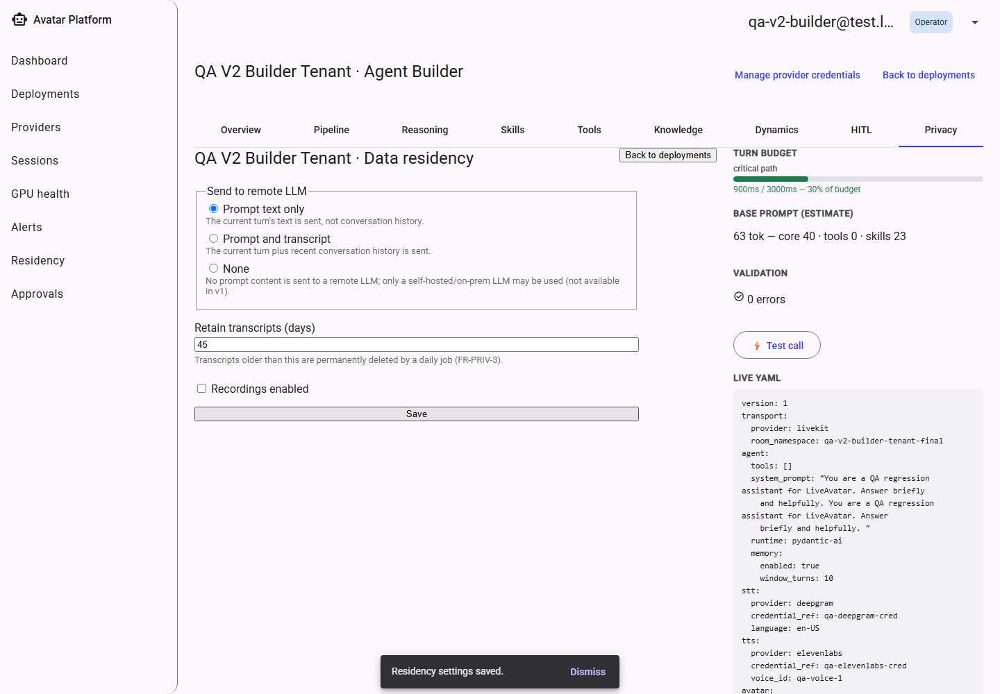 Avatar Platform
Dashboard
Deployments
Providers
Sessions
GPU health
Alerts
Residency
Approvals
qa-v2-builder@test.l...
Operator
QA V2 Builder Tenant · Agent Builder
Manage provider credentials
Back to deployments
Overview
Pipeline
Reasoning
Skills
Tools
Knowledge
Dynamics
HITL
Privacy
QA V2 Builder Tenant · Data residency
Back to deployments
Send to remote LLM
Prompt text only
The current turn's text is sent, not conversation history.
Prompt and transcript
The current turn plus recent conversation history is sent.
None
No prompt content is sent to a remote LLM; only a self-hosted/on-prem LLM may be used (not available
in v1).
Retain transcripts (days)
45
Transcripts older than this are permanently deleted by a daily job (FR-PRIV-3).
Recordings enabled
Save
TURN BUDGET
critical path
900ms / 3000ms — 30% of budget
BASE PROMPT (ESTIMATE)
63 tok — core 40 · tools 0 · skills 23
VALIDATION
0 errors
Test call
LIVE YAML
version: 1
transport:
  provider: livekit
  room_namespace: qa-v2-builder-tenant-final
agent:
  tools: []
  system_prompt: "You are a QA regression
assistant for LiveAvatar. Answer briefly
    and helpfully. You are a QA regression
assistant for LiveAvatar. Answer
    briefly and helpfully. "
  runtime: pydantic-ai
  memory:
    enabled: true
    window_turns: 10
stt:
  provider: deepgram
  credential_ref: qa-deepgram-cred
  language: en-US
tts:
  provider: elevenlabs
  credential_ref: qa-elevenlabs-cred
  voice_id: qa-voice-1
avatar:
Residency settings saved.
Dismiss